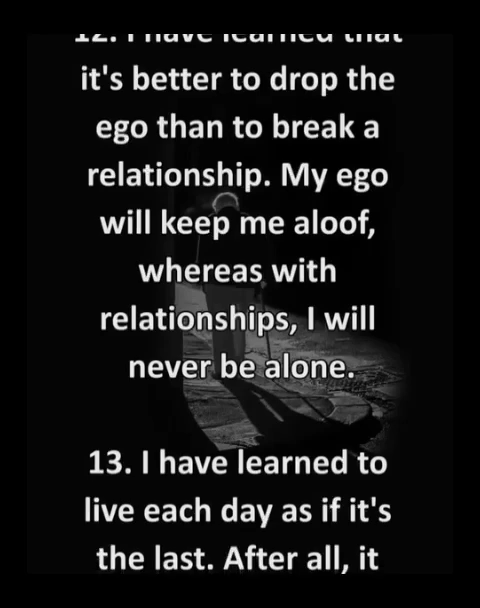 12. I have learned that
it's better to drop the
ego than to break a
relationship. My ego
will keep me aloof,
whereas with
relationships, I will
never be alone.
13. I have learned to
live each day as if it's
the last. After all, it